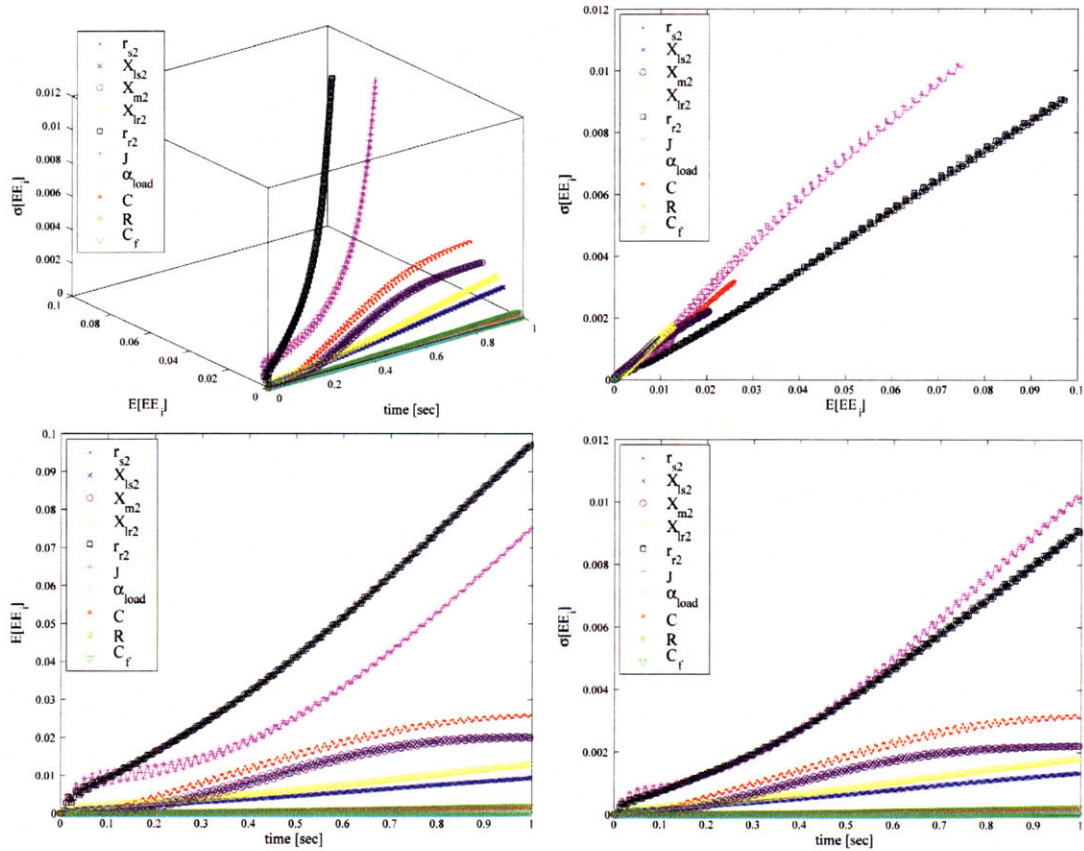 r_s2
X_ls2
X_m2
X_lr2
r_r2
J
α_load
C
R
C_f
σ[EE_i]
0.012
0.01
0.008
0.006
0.004
0.002
0
0.1
0.08
0.06
0.04
0.02
0
E[EE_i]
0
0.2
0.4
0.6
0.8
1
time [sec]
r_s2
X_ls2
X_m2
X_lr2
r_r2
J
α_load
C
R
C_f
σ[EE_i]
0.012
0.01
0.008
0.006
0.004
0.002
0
0
0.01
0.02
0.03
0.04
0.05
0.06
0.07
0.08
0.09
0.1
E[EE_i]
r_s2
X_ls2
X_m2
X_lr2
r_r2
J
α_load
C
R
C_f
E[EE_i]
0.1
0.09
0.08
0.07
0.06
0.05
0.04
0.03
0.02
0.01
0
0
0.1
0.2
0.3
0.4
0.5
0.6
0.7
0.8
0.9
1
time [sec]
r_s2
X_ls2
X_m2
X_lr2
r_r2
J
α_load
C
R
C_f
σ[EE_i]
0.012
0.01
0.008
0.006
0.004
0.002
0
0
0.1
0.2
0.3
0.4
0.5
0.6
0.7
0.8
0.9
1
time [sec]